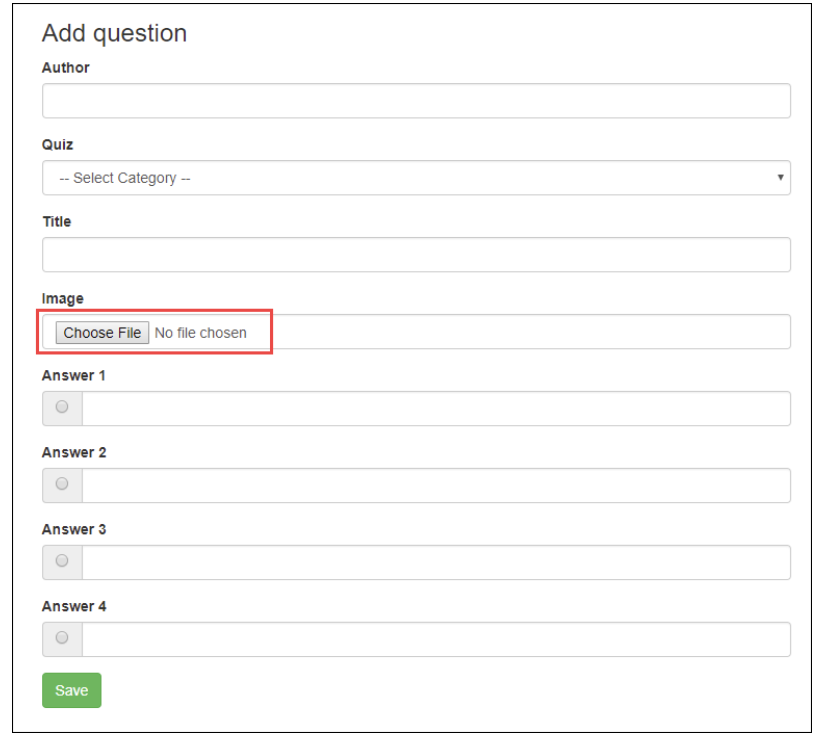 Add question
Author
Quiz
-- Select Category --
Title
Image
Choose File No file chosen
Answer 1
Answer 2
Answer 3
Answer 4
Save